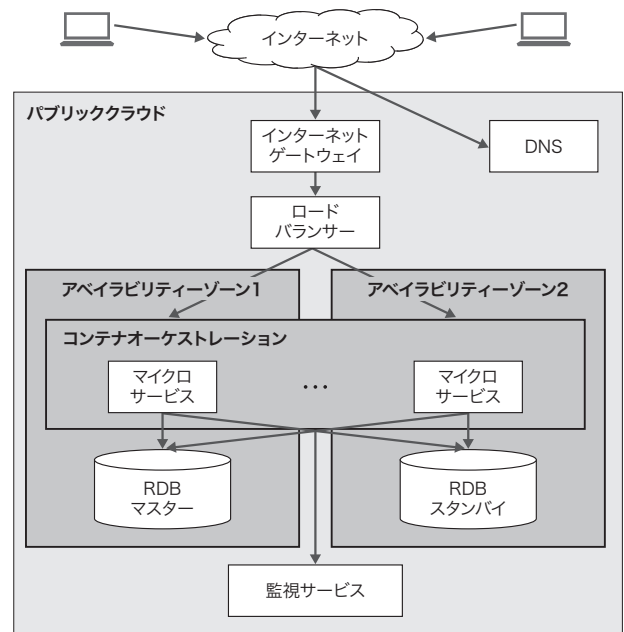 インターネット
パブリッククラウド
インターネット
ゲートウェイ
DNS
ロード
バランサー
アベイラビリティーゾーン1
アベイラビリティーゾーン2
コンテナオーケストレーション
マイクロ
サービス
...
マイクロ
サービス
RDB
マスター
RDB
スタンバイ
監視サービス